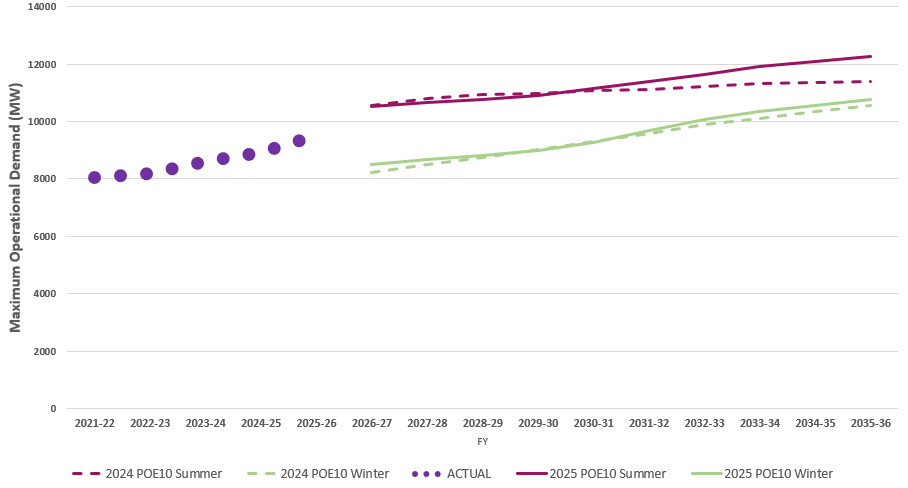 14000
12000
10000
8000
6000
4000
2000
0
Maximum Operational Demand (MW)
2021-22 2022-23 2023-24 2024-25 2025-26 2026-27 2027-28 2028-29 2029-30 2030-31 2031-32 2032-33 2033-34 2034-35 2035-36
FY
2024 POE10 Summer 2024 POE10 Winter ACTUAL 2025 POE10 Summer 2025 POE10 Winter